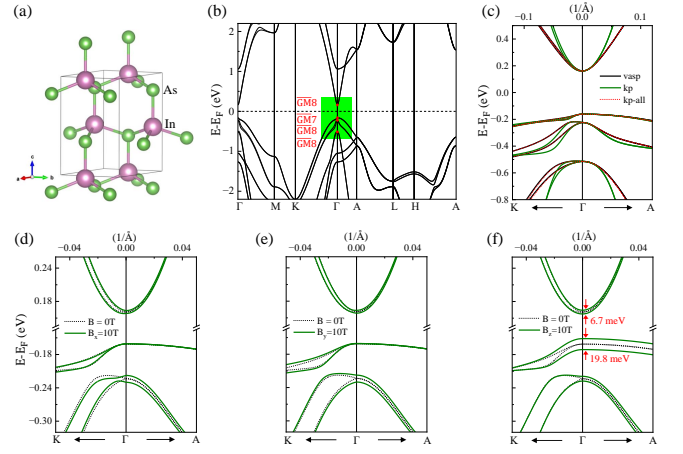 (a)
As
In
c
a
b
(b)
E-E_F (eV)
2
1
0
−1
−2
GM8
GM7
GM8
GM8
Γ M K Γ A L H A
(c)
(1/Å)
−0.1 0.0 0.1
E-E_F (eV)
0.4
0.2
0.0
−0.2
−0.4
−0.6
−0.8
vasp
kp
kp-all
K Γ A
(d)
(1/Å)
−0.04 0.00 0.04
E-E_F (eV)
0.24
0.18
−0.18
−0.24
−0.30
B = 0T
B_x=10T
K Γ A
(e)
(1/Å)
−0.04 0.00 0.04
B = 0T
B_y=10T
K Γ A
(f)
(1/Å)
−0.04 0.00 0.04
B = 0T
B_z=10T
6.7 meV
19.8 meV
K Γ A